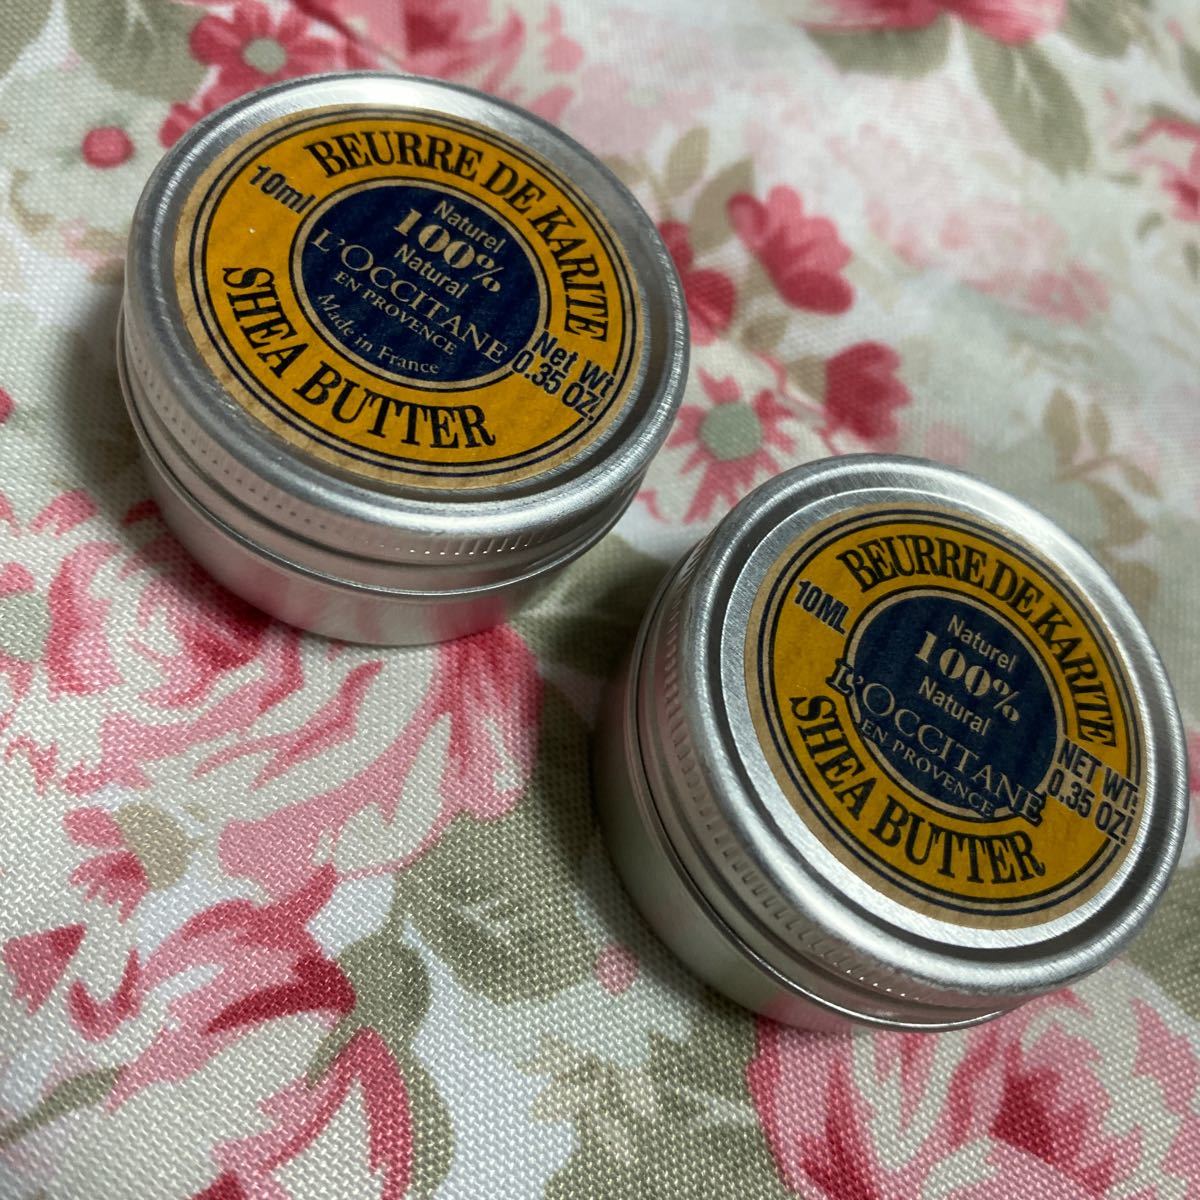 BEURRE DE KARITE
10ml
Naturel
100%
Natural
L'OCCITANE
EN PROVENCE
Made in France
Net Wt.
0.35 OZ.
SHEA BUTTER
BEURRE DE KARITE
10ML
Naturel
100%
Natural
L'OCCITANE
EN PROVENCE
NET WT.
0.35 OZ.
SHEA BUTTER